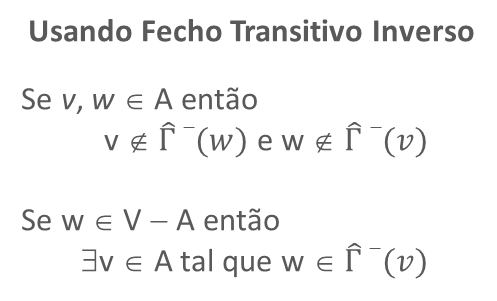 Usando Fecho Transitivo Inverso
Se v, w ∈ A então
v ∉ Γ̂ ⁻(w) e w ∉ Γ̂ ⁻(v)
Se w ∈ V – A então
∃v ∈ A tal que w ∈ Γ̂ ⁻(v)